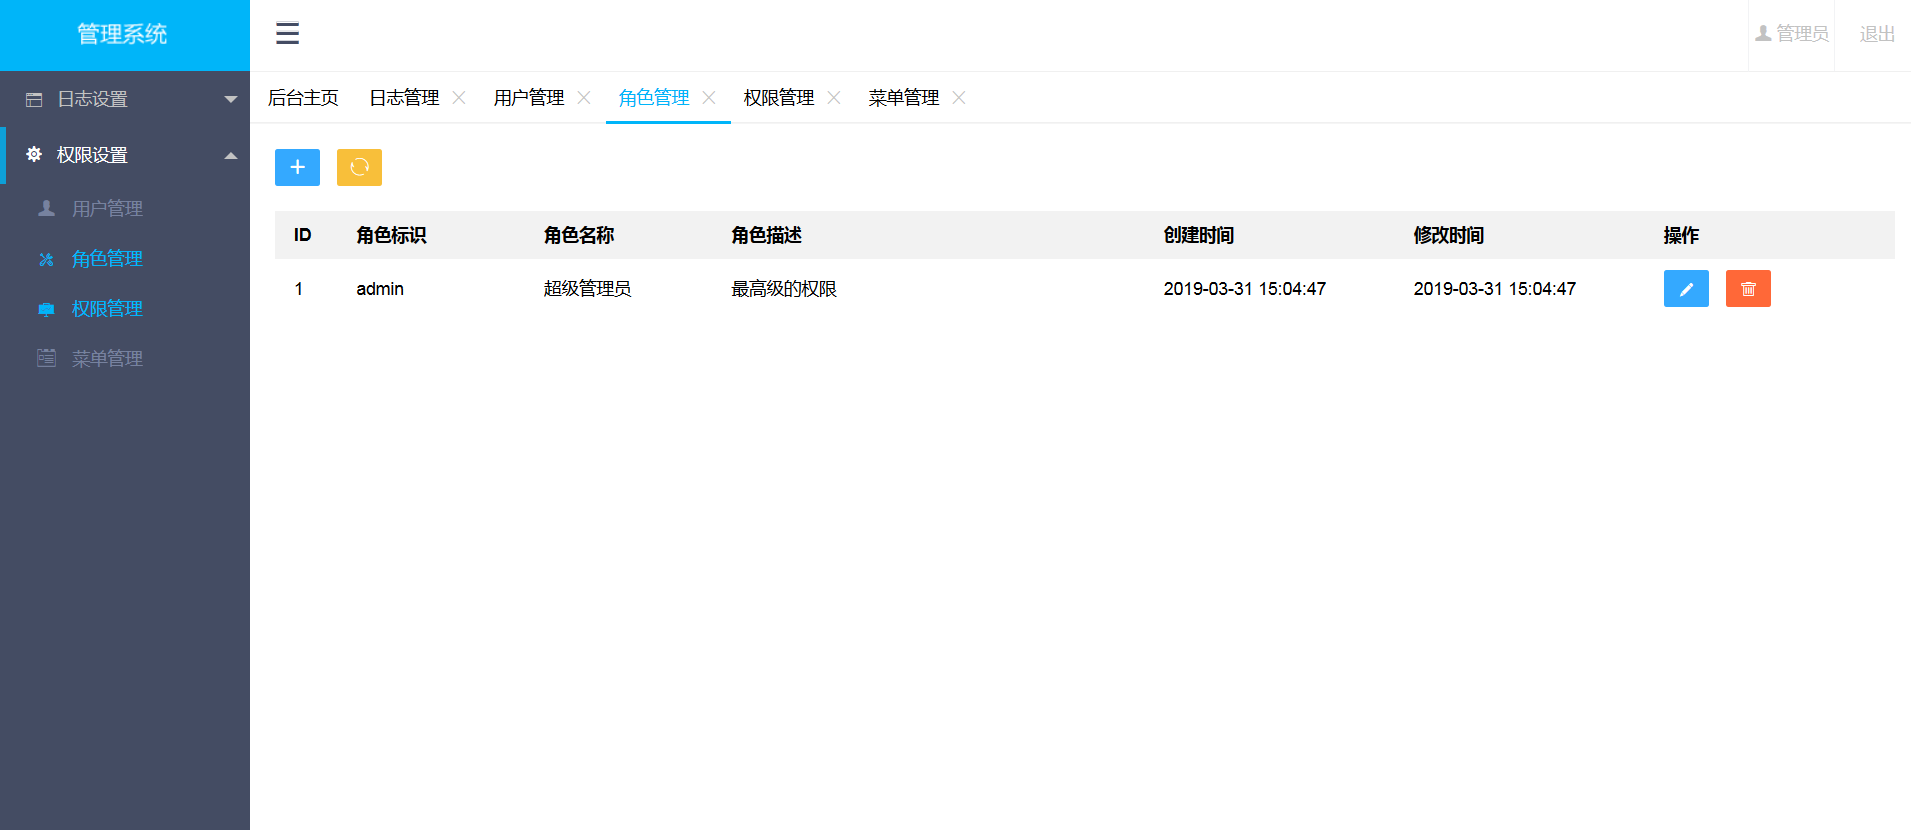 管理系统
管理员 退出
日志设置
权限设置
用户管理
角色管理
权限管理
菜单管理
后台主页 日志管理 用户管理 角色管理 权限管理 菜单管理
ID 角色标识 角色名称 角色描述 创建时间 修改时间 操作
1 admin 超级管理员 最高级的权限 2019-03-31 15:04:47 2019-03-31 15:04:47